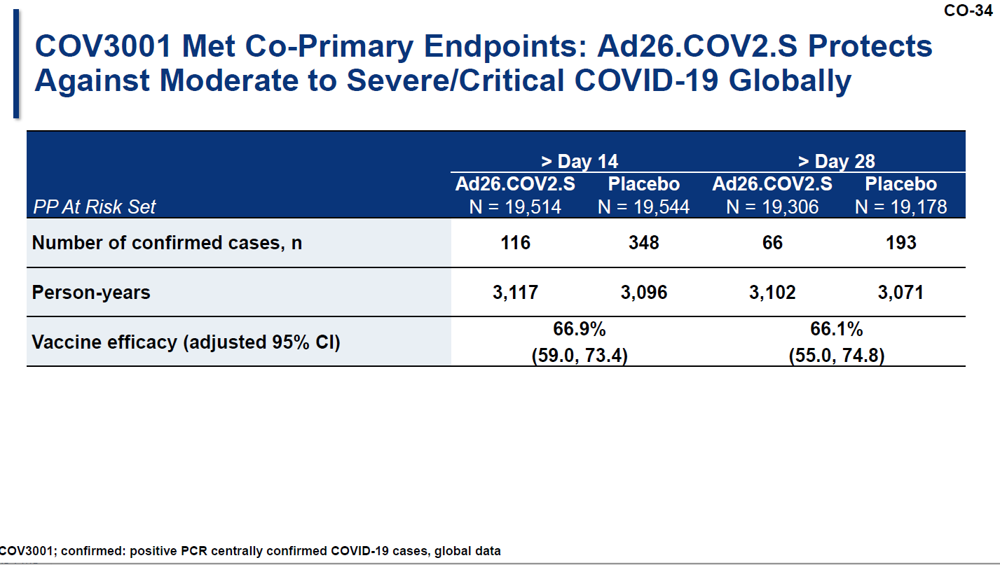 CO-34
COV3001 Met Co-Primary Endpoints: Ad26.COV2.S Protects
Against Moderate to Severe/Critical COVID-19 Globally
> Day 14 > Day 28
Ad26.COV2.S Placebo Ad26.COV2.S Placebo
PP At Risk Set N = 19,514 N = 19,544 N = 19,306 N = 19,178
Number of confirmed cases, n 116 348 66 193
Person-years 3,117 3,096 3,102 3,071
Vaccine efficacy (adjusted 95% CI) 66.9% 66.1%
(59.0, 73.4) (55.0, 74.8)
COV3001; confirmed: positive PCR centrally confirmed COVID-19 cases, global data